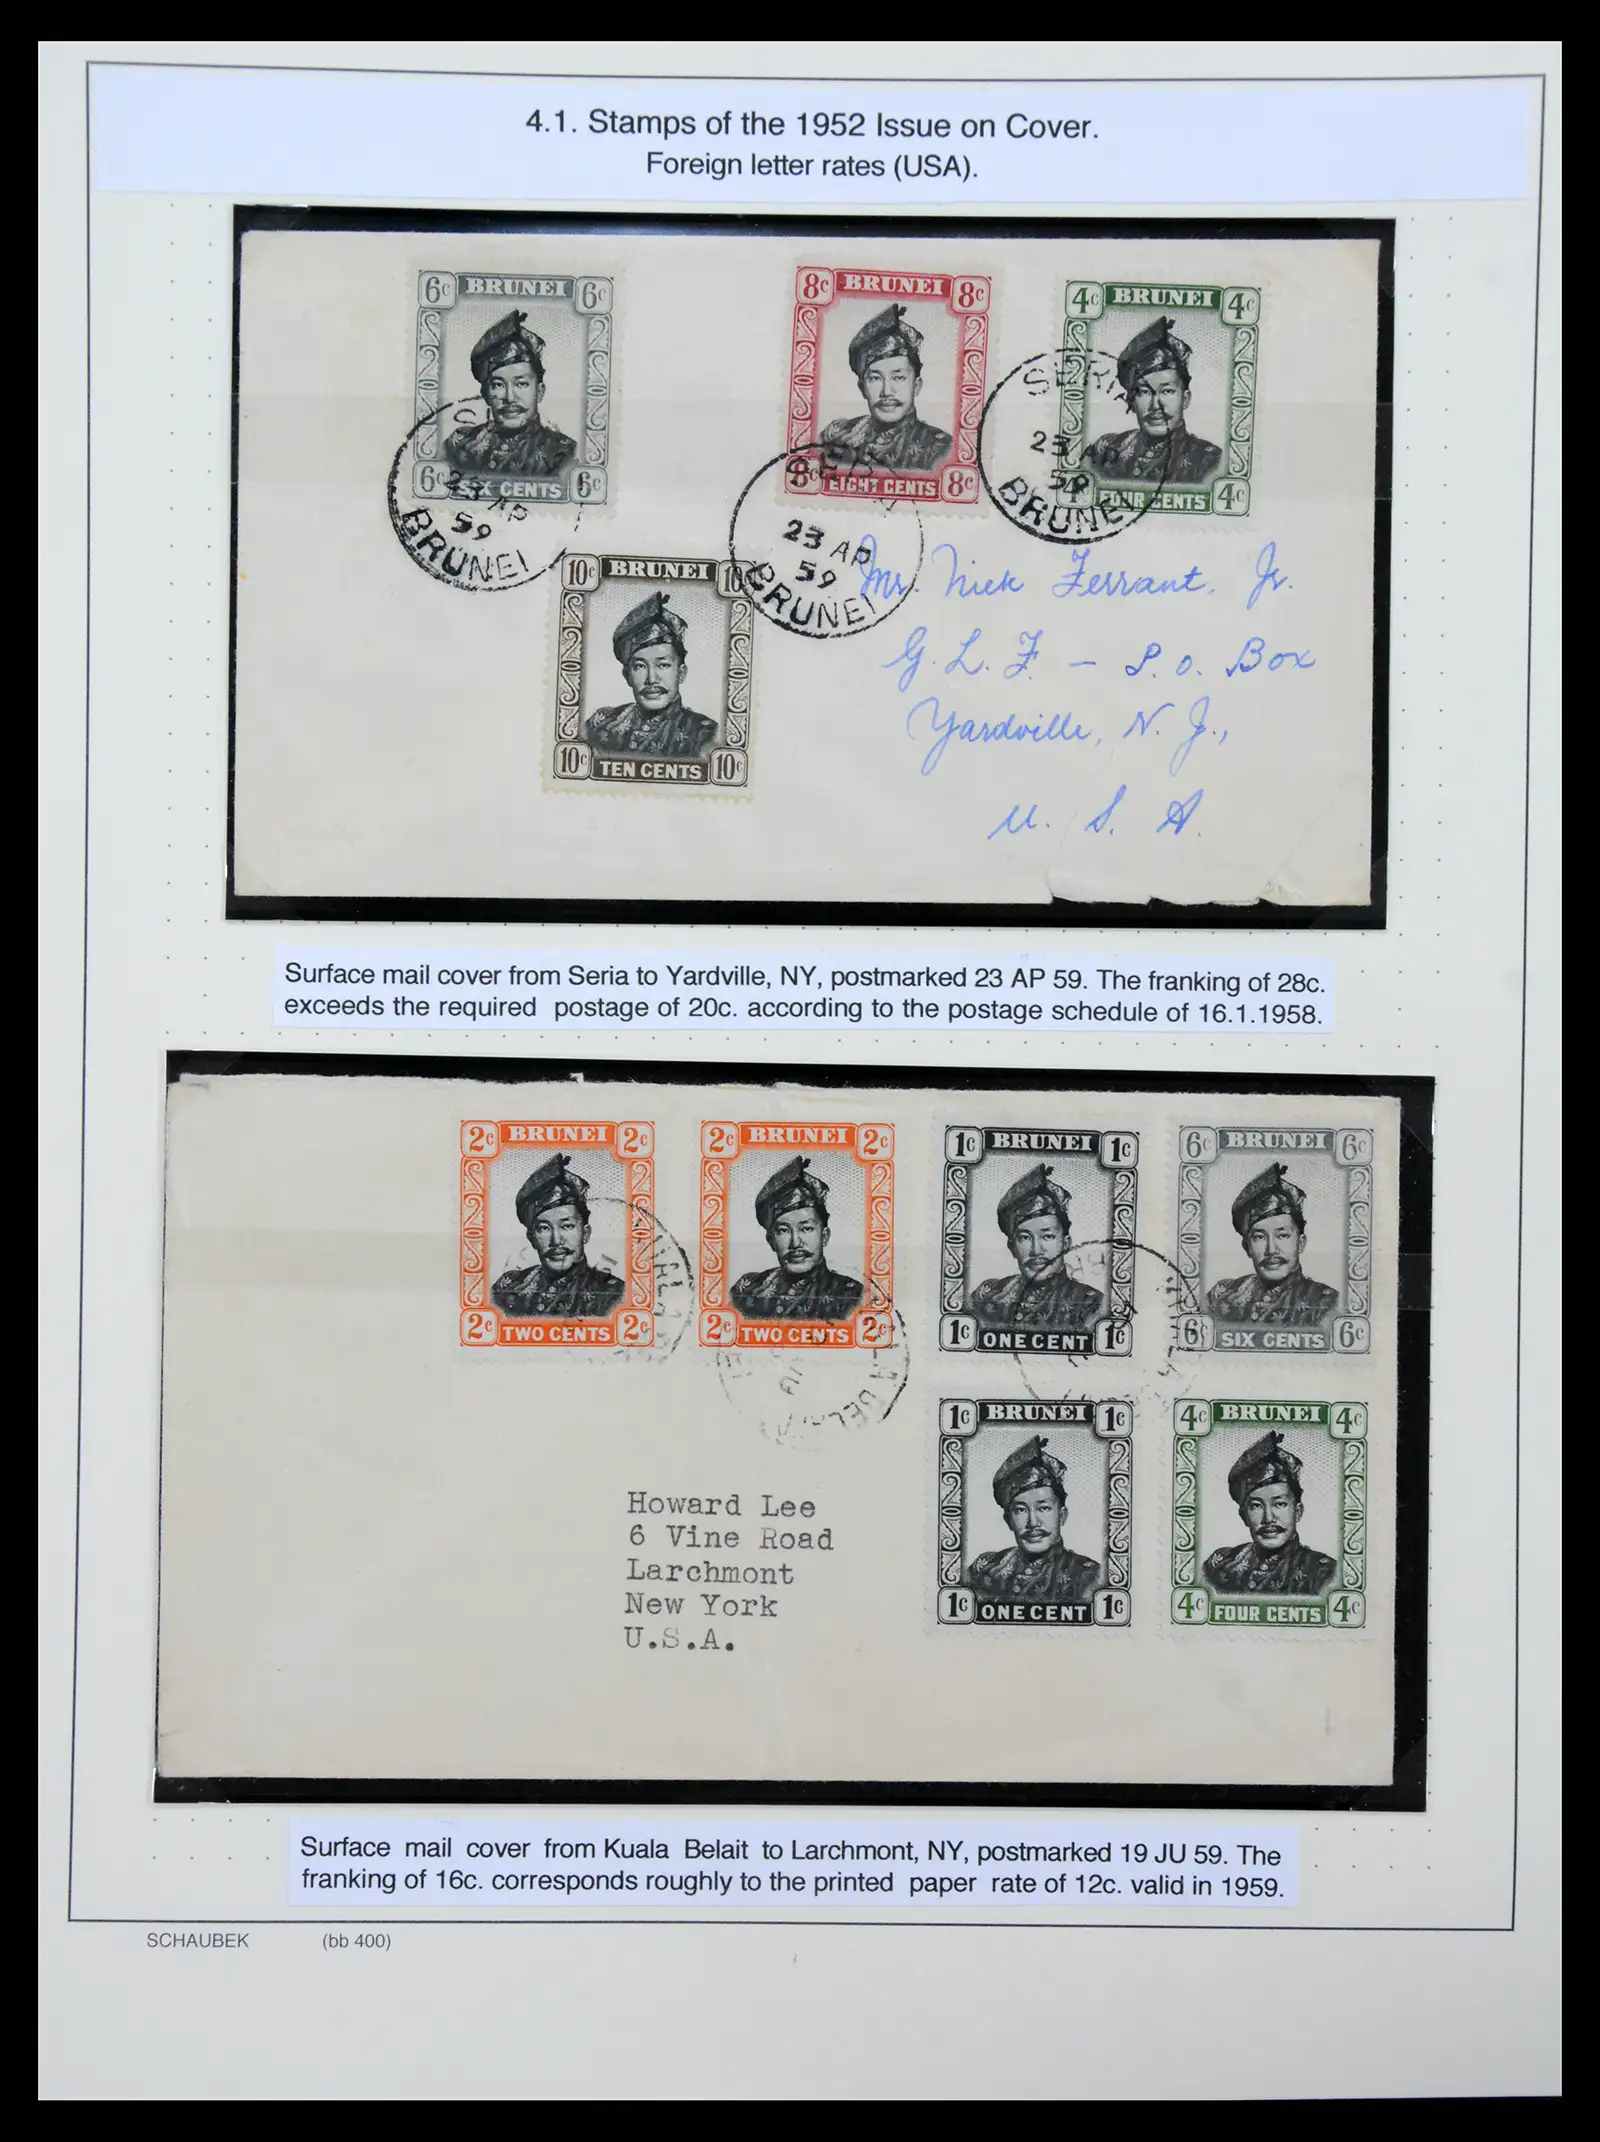 4.1. Stamps of the 1952 Issue on Cover.
Foreign letter rates (USA).
6c BRUNEI 6c
6c SIX CENTS 6c
8c BRUNEI 8c
8c EIGHT CENTS 8c
4c BRUNEI 4c
4c FOUR CENTS 4c
SERIA
23 AP
59
BRUNEI
23 AP
59
BRUNEI
SERIA
23 AP
59
BRUNEI
10c BRUNEI 10c
10c TEN CENTS 10c
Mr. Nick Ferrant, Jr.
G. L. F. — P. O. Box
Yardville, N. J.,
U. S. A.
Surface mail cover from Seria to Yardville, NY, postmarked 23 AP 59. The franking of 28c.
exceeds the required postage of 20c. according to the postage schedule of 16.1.1958.
2c BRUNEI 2c
2c TWO CENTS 2c
2c BRUNEI 2c
2c TWO CENTS 2c
1c BRUNEI 1c
1c ONE CENT 1c
6c BRUNEI 6c
6c SIX CENTS 6c
1c BRUNEI 1c
1c ONE CENT 1c
4c BRUNEI 4c
4c FOUR CENTS 4c
Howard Lee
6 Vine Road
Larchmont
New York
U.S.A.
Surface mail cover from Kuala Belait to Larchmont, NY, postmarked 19 JU 59. The
franking of 16c. corresponds roughly to the printed paper rate of 12c. valid in 1959.
SCHAUBEK (bb 400)